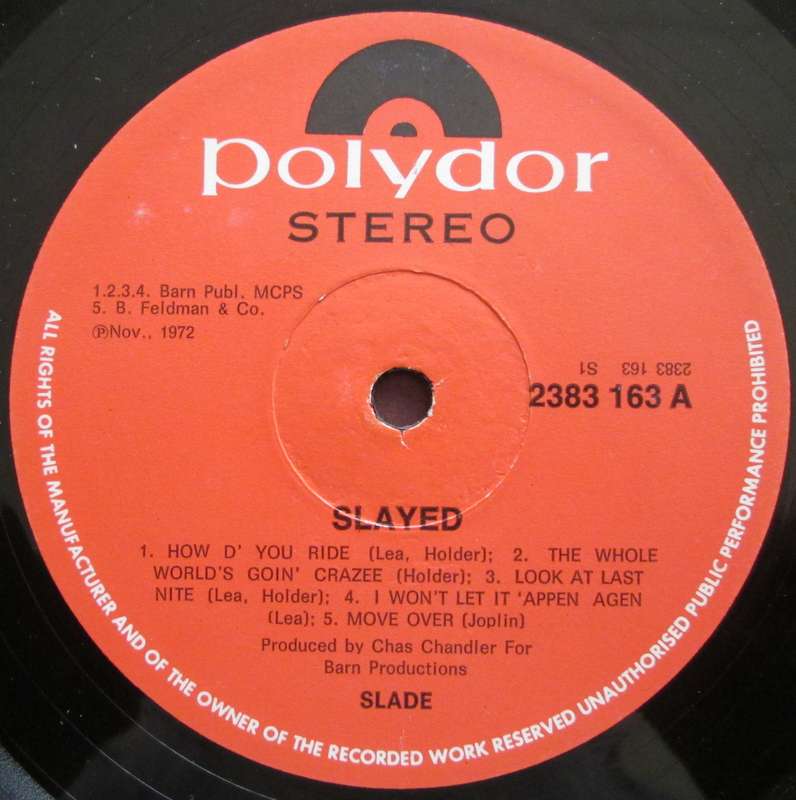 polydor
STEREO
1.2.3.4. Barn Publ. MCPS
5. B. Feldman & Co.
℗Nov., 1972
2383 163 S1
2383 163 A
SLAYED
1. HOW D' YOU RIDE (Lea, Holder); 2. THE WHOLE
WORLD'S GOIN' CRAZEE (Holder); 3. LOOK AT LAST
NITE (Lea, Holder); 4. I WON'T LET IT 'APPEN AGEN
(Lea); 5. MOVE OVER (Joplin)
Produced by Chas Chandler For
Barn Productions
SLADE
ALL RIGHTS OF THE MANUFACTURER AND OF THE OWNER OF THE RECORDED WORK RESERVED UNAUTHORISED PUBLIC PERFORMANCE PROHIBITED